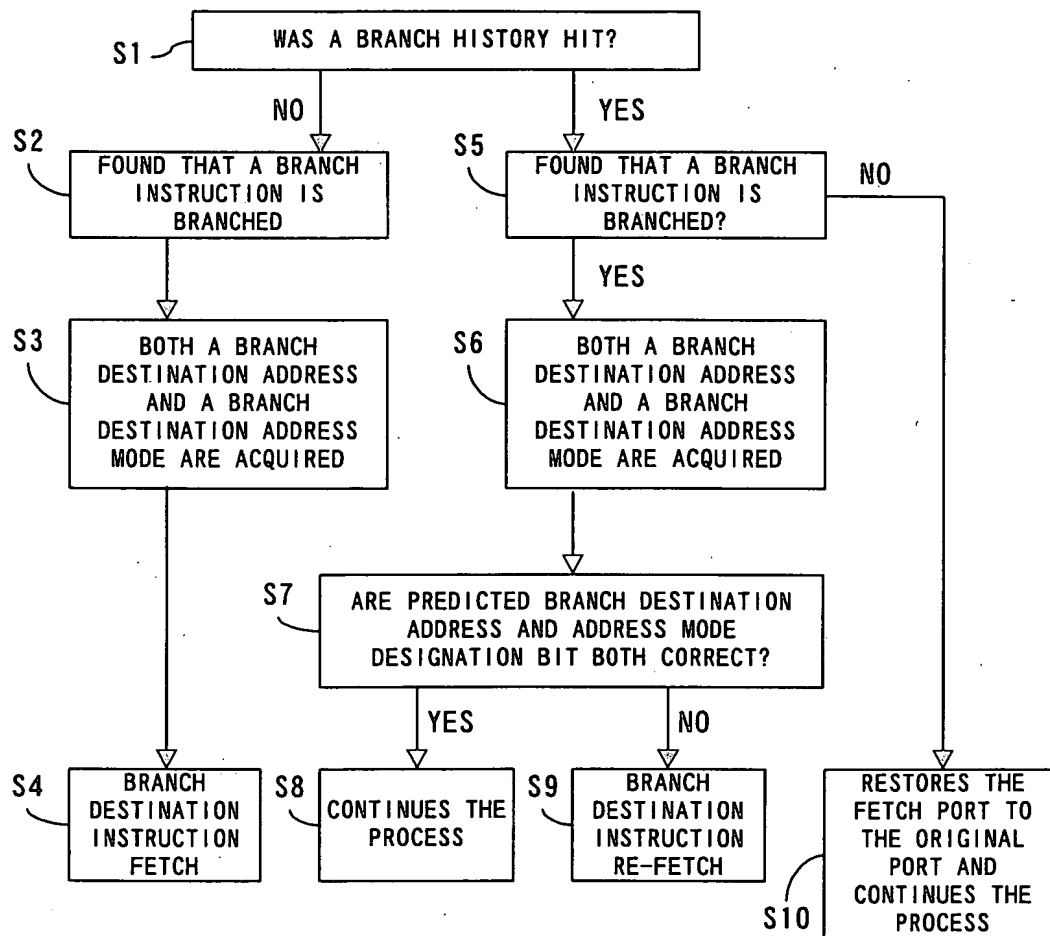 S1
WAS A BRANCH HISTORY HIT?
NO
YES
S2
FOUND THAT A BRANCH
INSTRUCTION IS
BRANCHED
S5
FOUND THAT A BRANCH
INSTRUCTION IS
BRANCHED?
NO
YES
S3
BOTH A BRANCH
DESTINATION ADDRESS
AND A BRANCH
DESTINATION ADDRESS
MODE ARE ACQUIRED
S6
BOTH A BRANCH
DESTINATION ADDRESS
AND A BRANCH
DESTINATION ADDRESS
MODE ARE ACQUIRED
S7
ARE PREDICTED BRANCH DESTINATION
ADDRESS AND ADDRESS MODE
DESIGNATION BIT BOTH CORRECT?
YES
NO
S4
BRANCH
DESTINATION
INSTRUCTION
FETCH
S8
CONTINUES THE
PROCESS
S9
BRANCH
DESTINATION
INSTRUCTION
RE-FETCH
S10
RESTORES THE
FETCH PORT TO
THE ORIGINAL
PORT AND
CONTINUES THE
PROCESS